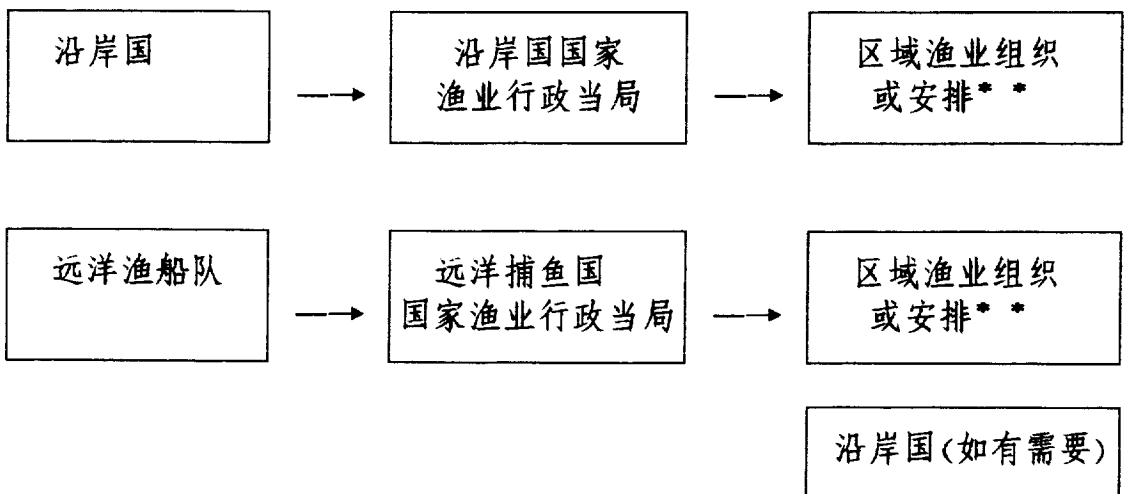 沿岸国
沿岸国国家
渔业行政当局
区域渔业组织
或安排* *
远洋渔船队
远洋捕鱼国
国家渔业行政当局
区域渔业组织
或安排* *
沿岸国(如有需要)